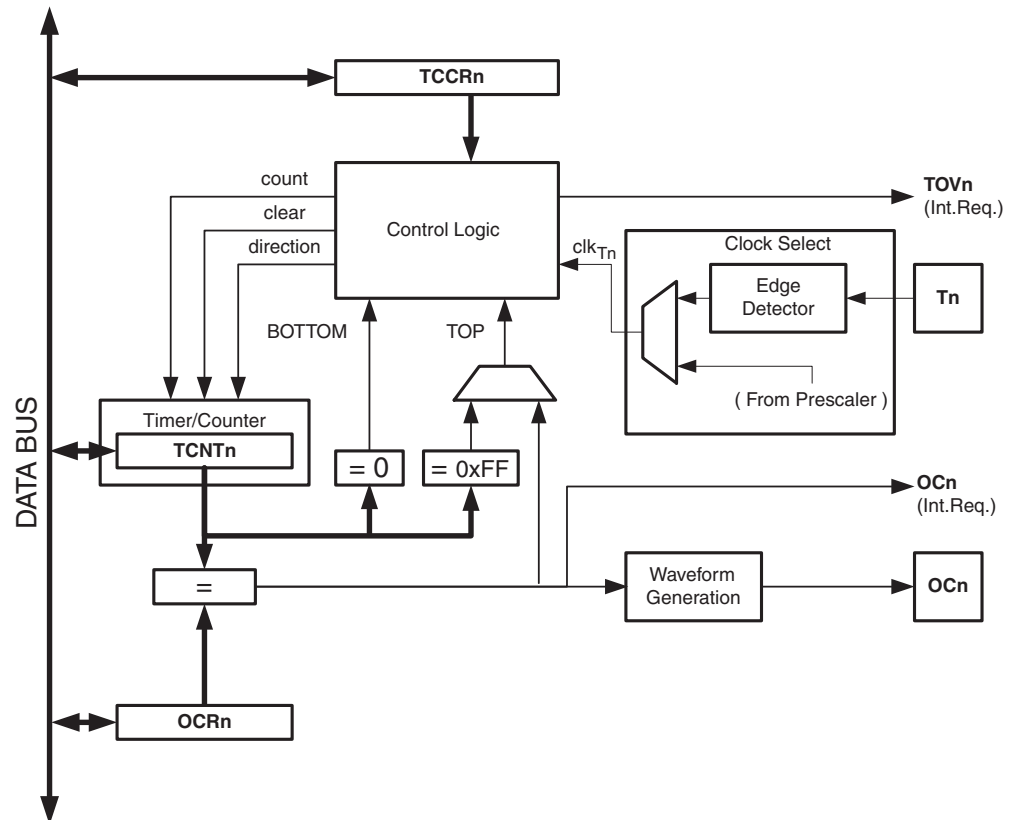 TCCRn
count
clear
direction
Control Logic
TOVn
(Int.Req.)
Clock Select
clkTn
Edge
Detector
Tn
( From Prescaler )
BOTTOM
TOP
Timer/Counter
TCNTn
= 0
= 0xFF
DATA BUS
OCn
(Int.Req.)
=
Waveform
Generation
OCn
OCRn